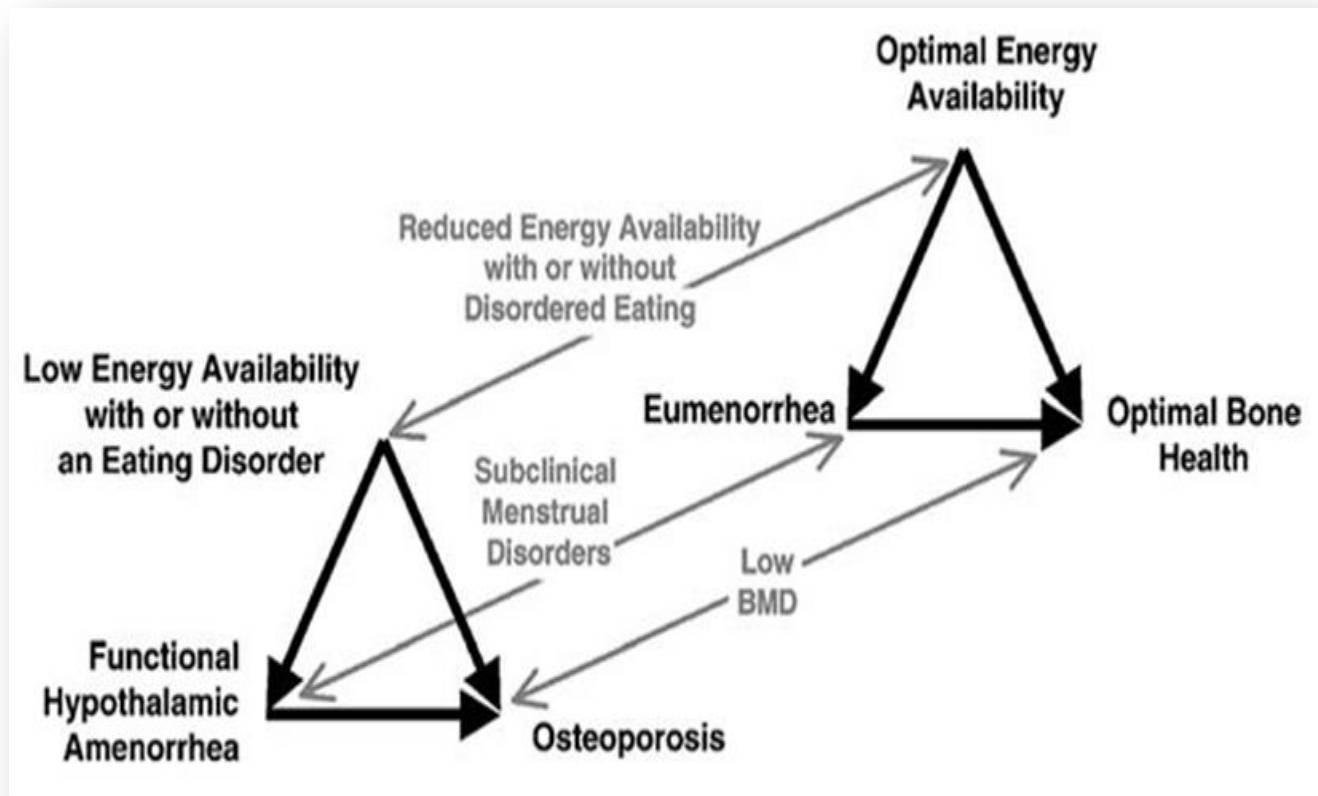 Optimal Energy
Availability
Reduced Energy Availability
with or without
Disordered Eating
Low Energy Availability
with or without
an Eating Disorder
Eumenorrhea
Optimal Bone
Health
Subclinical
Menstrual
Disorders
Low
BMD
Functional
Hypothalamic
Amenorrhea
Osteoporosis